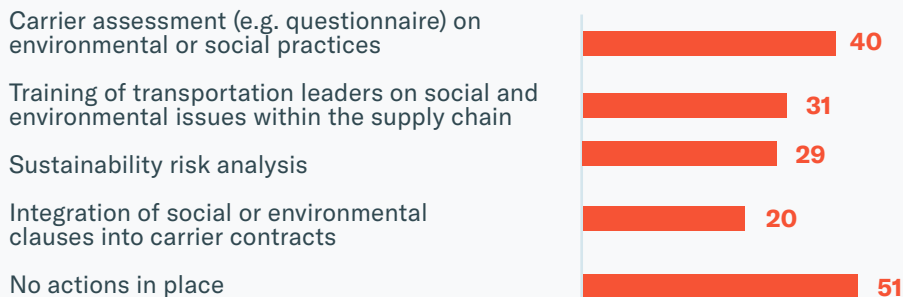 Carrier assessment (e.g. questionnaire) on
environmental or social practices
40
Training of transportation leaders on social and
environmental issues within the supply chain
31
Sustainability risk analysis
29
Integration of social or environmental
clauses into carrier contracts
20
No actions in place
51